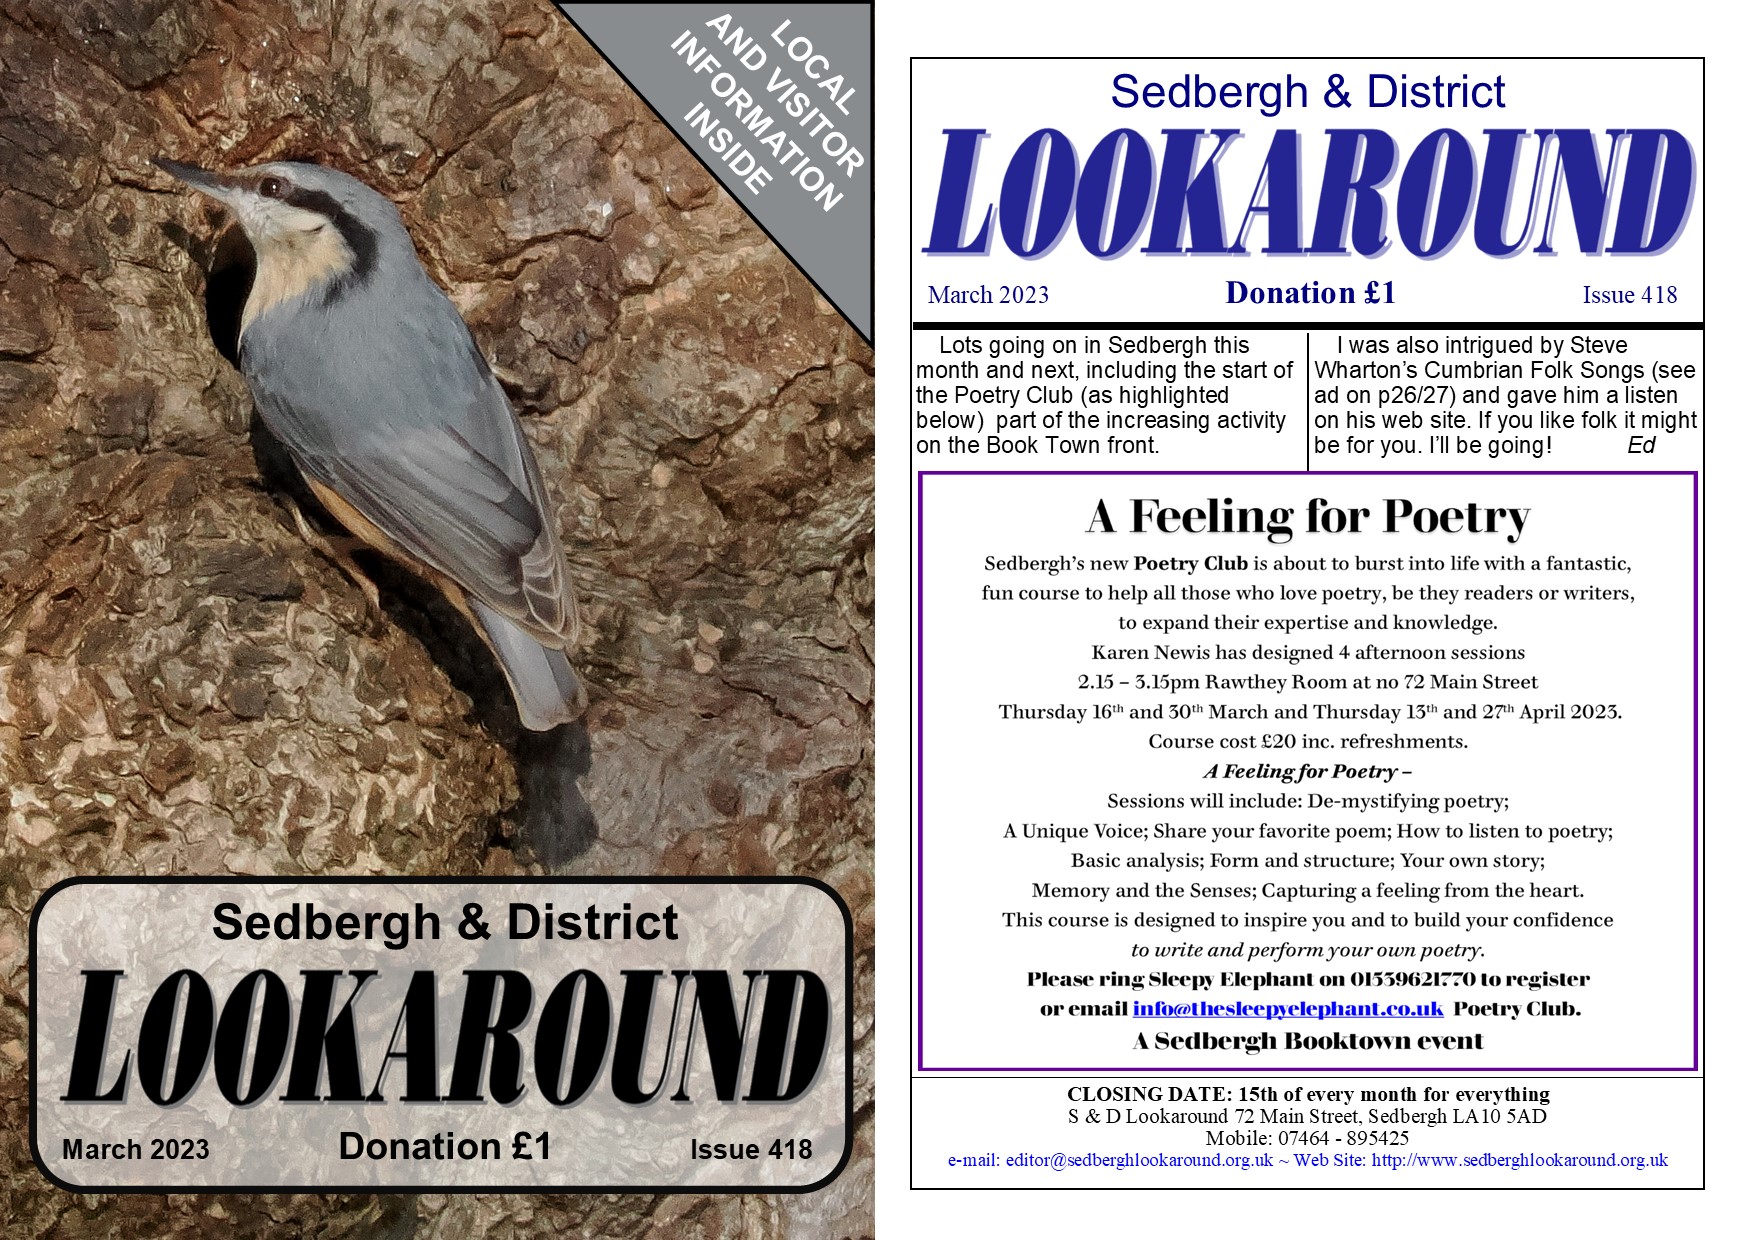 LOCAL
AND VISITOR
INFORMATION
INSIDE
Sedbergh & District
LOOKAROUND
March 2023 Donation £1 Issue 418
Sedbergh & District
LOOKAROUND
March 2023 Donation £1 Issue 418
Lots going on in Sedbergh this
month and next, including the start of
the Poetry Club (as highlighted
below)  part of the increasing activity
on the Book Town front.
I was also intrigued by Steve
Wharton's Cumbrian Folk Songs (see
ad on p26/27) and gave him a listen
on his web site. If you like folk it might
be for you. I'll be going! Ed
A Feeling for Poetry
Sedbergh's new Poetry Club is about to burst into life with a fantastic,
fun course to help all those who love poetry, be they readers or writers,
to expand their expertise and knowledge.
Karen Newis has designed 4 afternoon sessions
2.15 – 3.15pm Rawthey Room at no 72 Main Street
Thursday 16th and 30th March and Thursday 13th and 27th April 2023.
Course cost £20 inc. refreshments.
A Feeling for Poetry –
Sessions will include: De-mystifying poetry;
A Unique Voice; Share your favorite poem; How to listen to poetry;
Basic analysis; Form and structure; Your own story;
Memory and the Senses; Capturing a feeling from the heart.
This course is designed to inspire you and to build your confidence
to write and perform your own poetry.
Please ring Sleepy Elephant on 01539621770 to register
or email info@thesleepyelephant.co.uk  Poetry Club.
A Sedbergh Booktown event
CLOSING DATE: 15th of every month for everything
S & D Lookaround 72 Main Street, Sedbergh LA10 5AD
Mobile: 07464 - 895425
e-mail: editor@sedberghlookaround.org.uk ~ Web Site: http://www.sedberghlookaround.org.uk